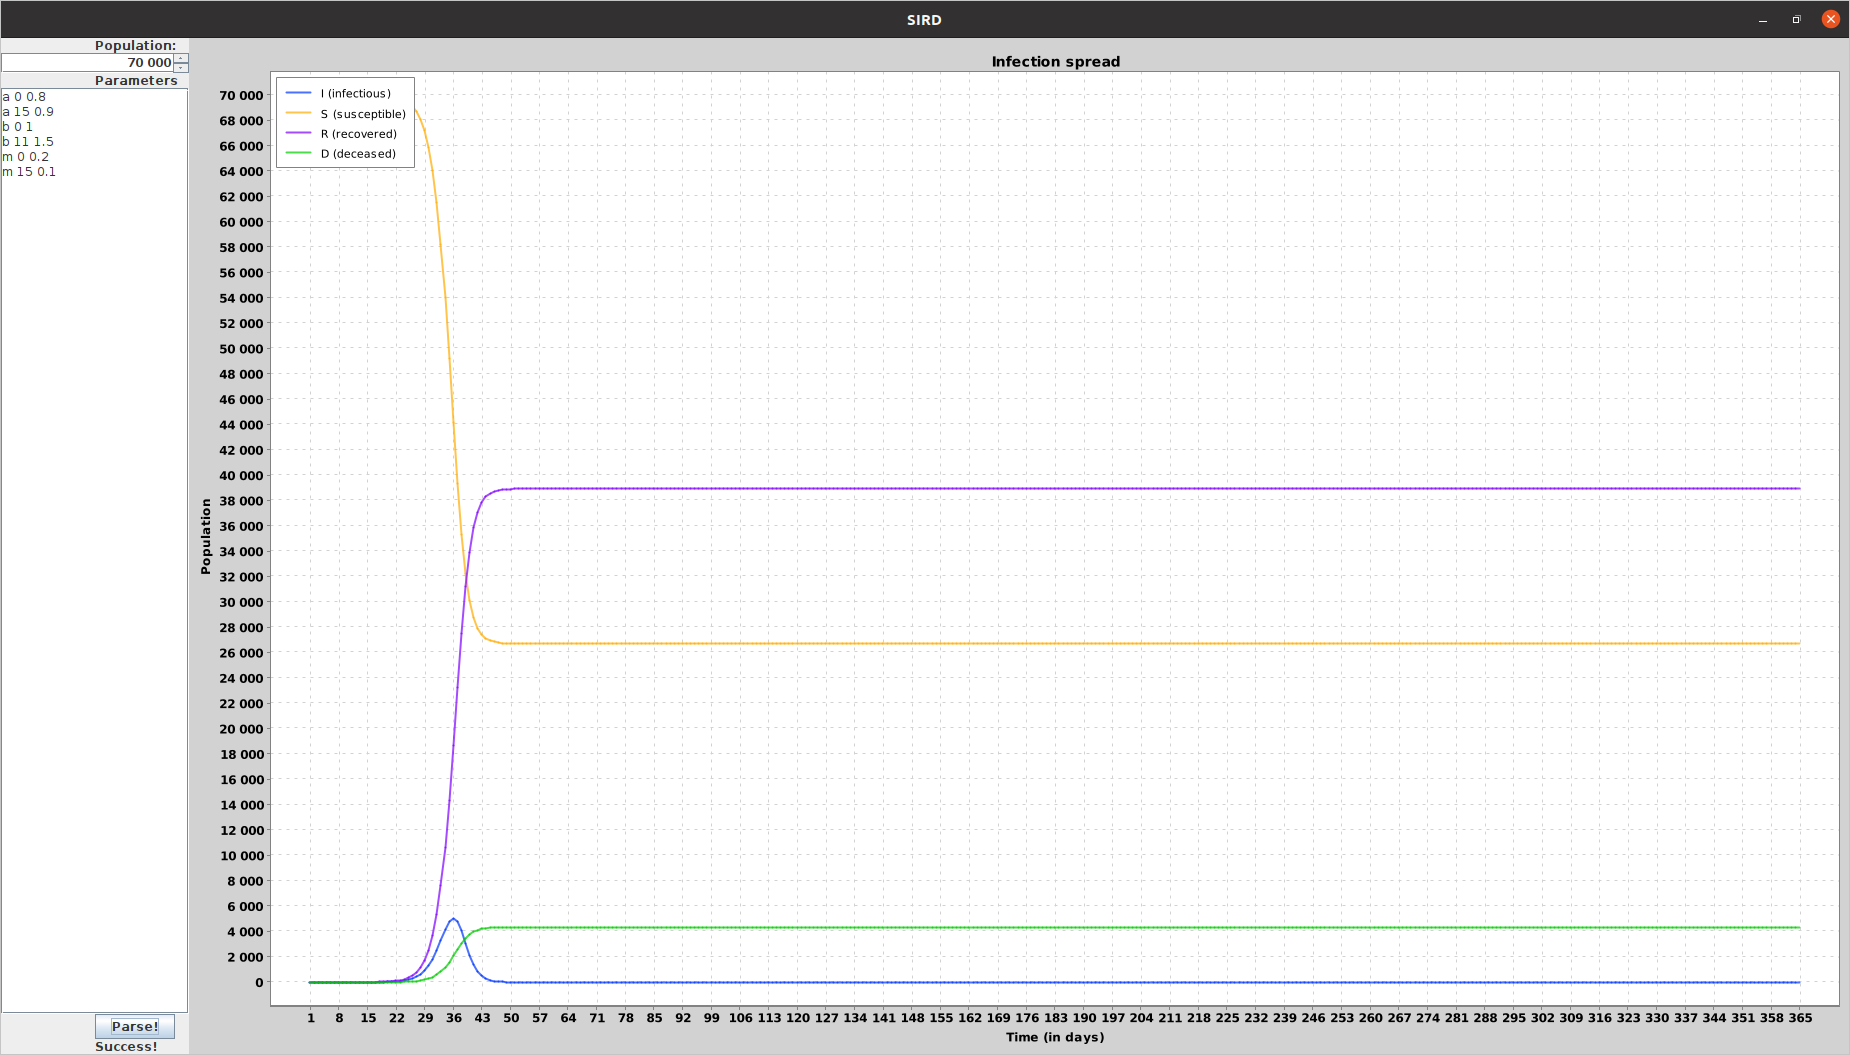 SIRD
Population:
70 000
Parameters
a 0 0.8
a 15 0.9
b 0 1
b 11 1.5
m 0 0.2
m 15 0.1
Parse!
Success!
Infection spread
I (infectious)
S (susceptible)
R (recovered)
D (deceased)
Population
70 000
68 000
66 000
64 000
62 000
60 000
58 000
56 000
54 000
52 000
50 000
48 000
46 000
44 000
42 000
40 000
38 000
36 000
34 000
32 000
30 000
28 000
26 000
24 000
22 000
20 000
18 000
16 000
14 000
12 000
10 000
8 000
6 000
4 000
2 000
0
1 8 15 22 29 36 43 50 57 64 71 78 85 92 99 106 113 120 127 134 141 148 155 162 169 176 183 190 197 204 211 218 225 232 239 246 253 260 267 274 281 288 295 302 309 316 323 330 337 344 351 358 365
Time (in days)